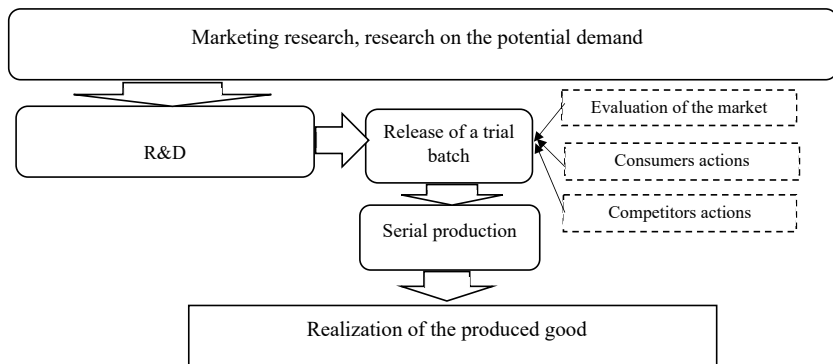 Marketing research, research on the potential demand
R&D
Release of a trial
batch
Evaluation of the market
Consumers actions
Competitors actions
Serial production
Realization of the produced good